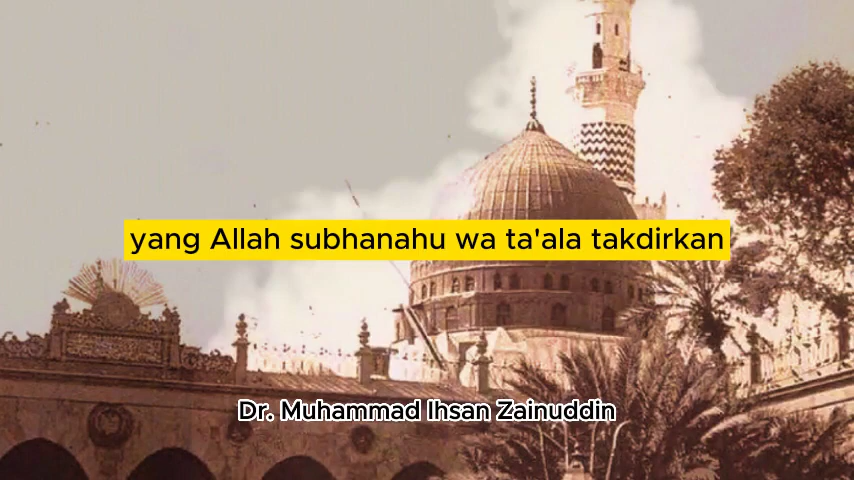 yang Allah subhanahu wa ta'ala takdirkan
Dr. Muhammad Ihsan Zainuddin